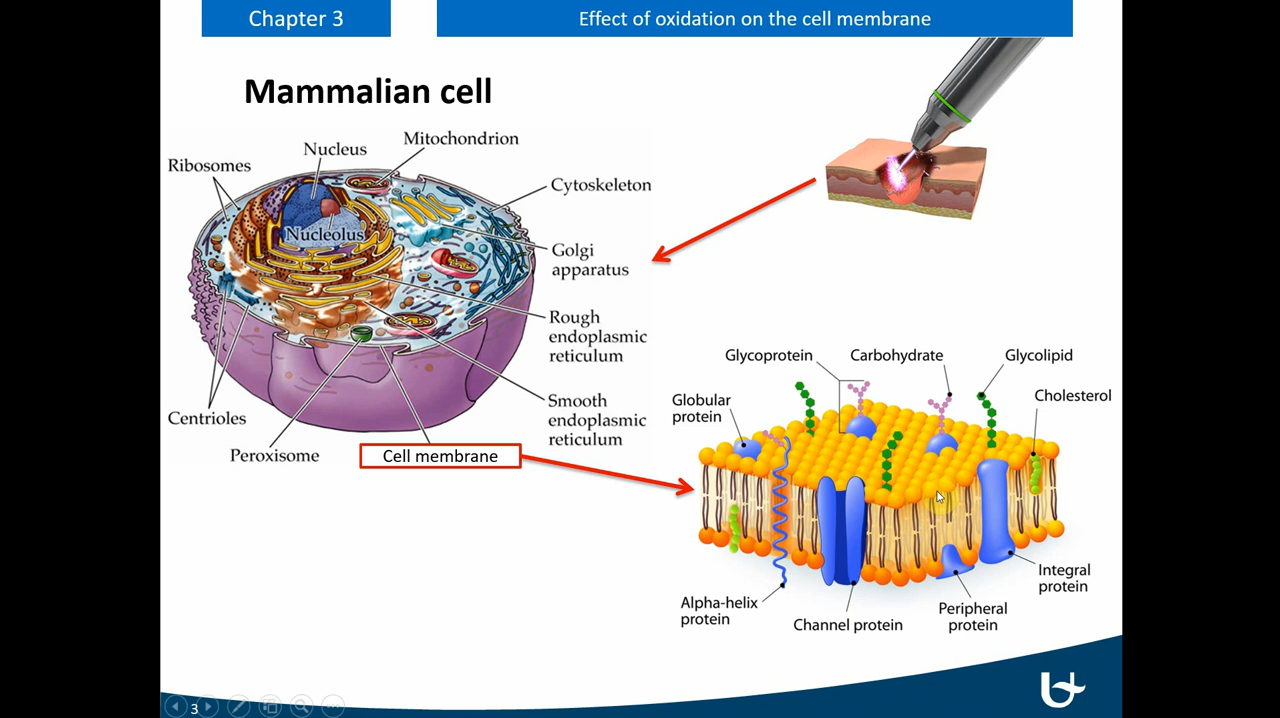 Chapter 3
Effect of oxidation on the cell membrane
Mammalian cell
Mitochondrion
Nucleus
Ribosomes
Cytoskeleton
Nucleolus
Golgi
apparatus
Rough
endoplasmic
reticulum
Smooth
endoplasmic
reticulum
Centrioles
Peroxisome
Cell membrane
Glycoprotein
Carbohydrate
Glycolipid
Cholesterol
Globular
protein
Integral
protein
Alpha-helix
protein
Channel protein
Peripheral
protein
3